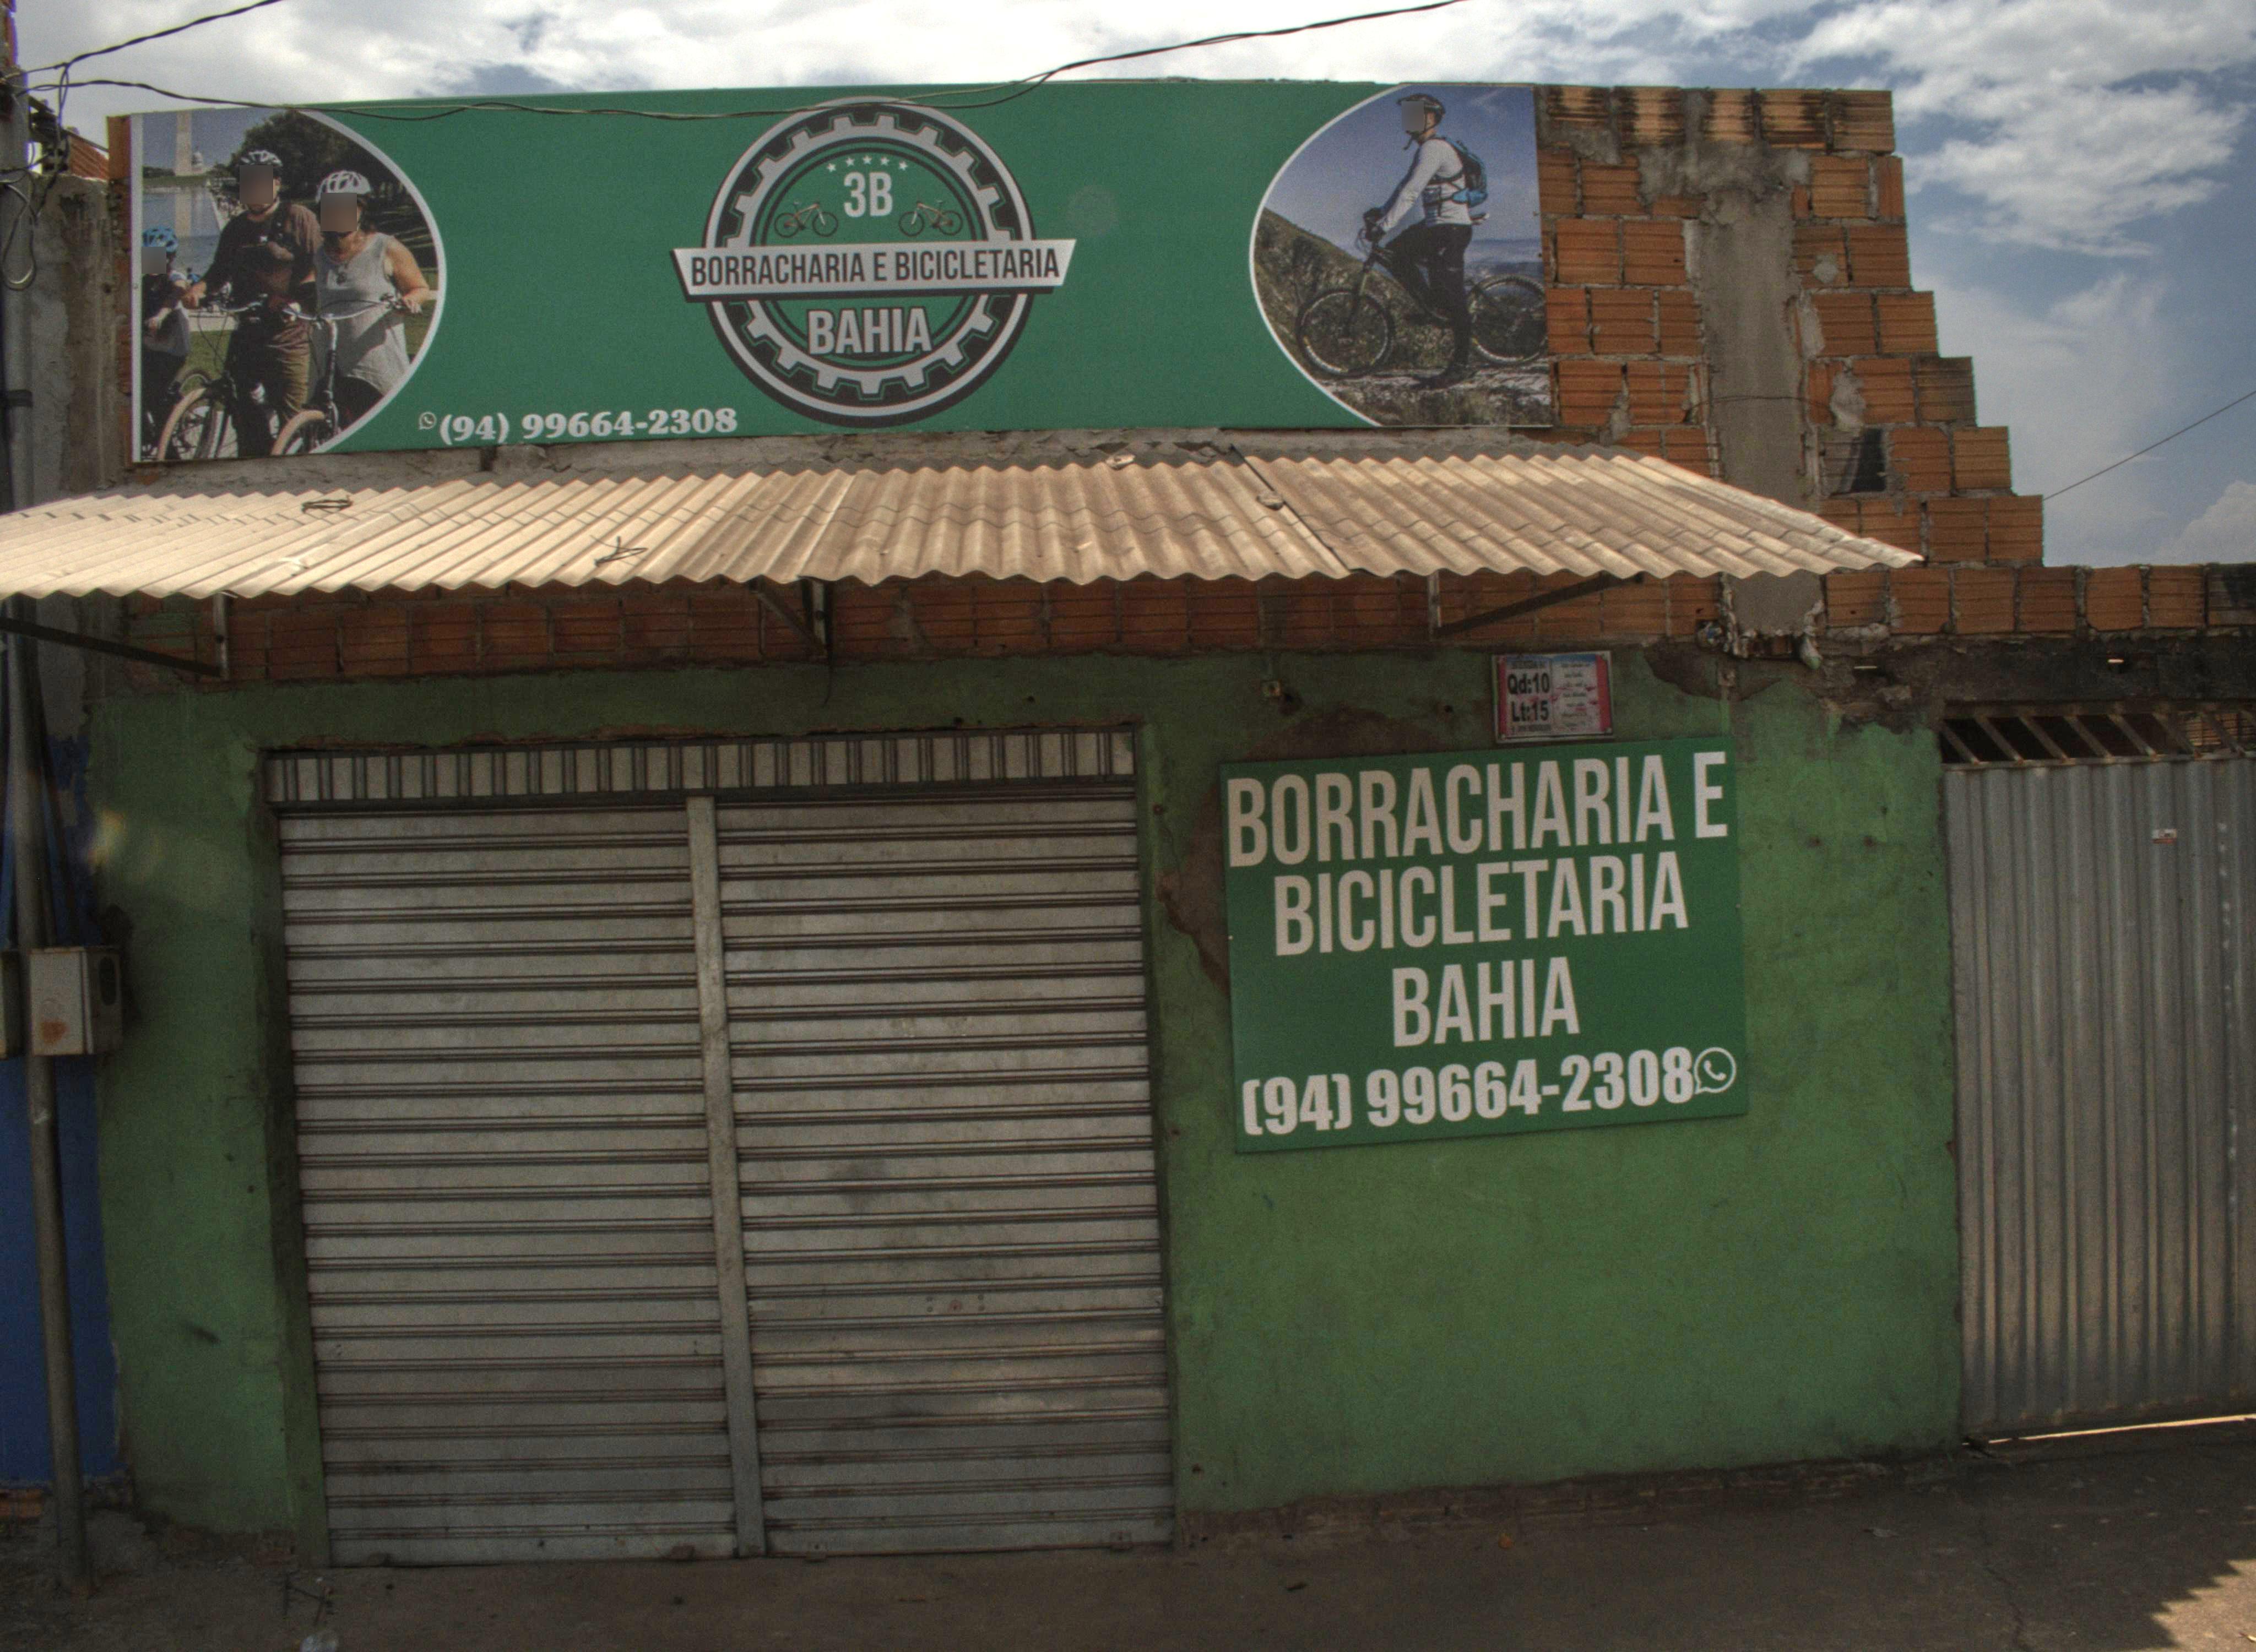 3B
BORRACHARIA E BICICLETARIA
BAHIA
(94) 99664-2308
Qd:10
Lt:15
BORRACHARIA E
BICICLETARIA
BAHIA
(94) 99664-2308